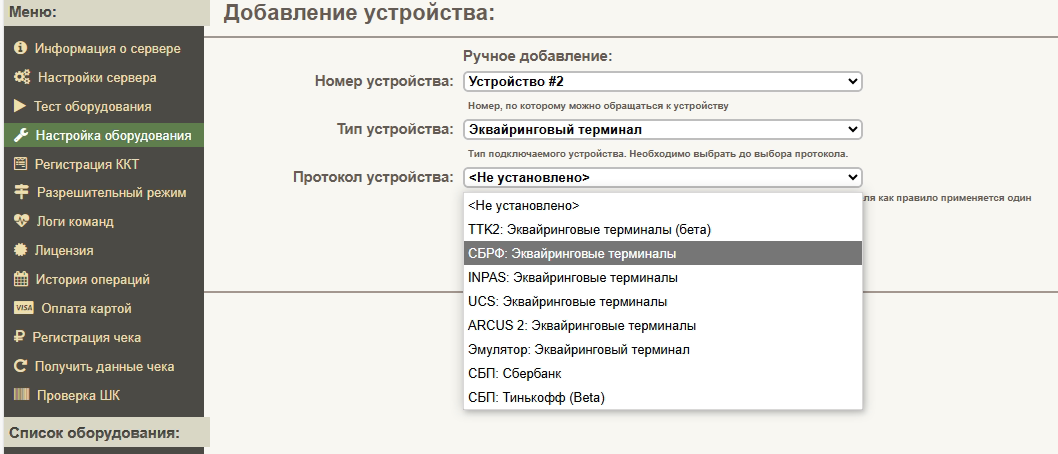 Меню:
Информация о сервере
Настройки сервера
Тест оборудования
Настройка оборудования
Регистрация ККТ
Разрешительный режим
Логи команд
Лицензия
История операций
VISA Оплата картой
Регистрация чека
Получить данные чека
Проверка ШК
Список оборудования:
Добавление устройства:
Ручное добавление:
Номер устройства: Устройство #2
Номер, по которому можно обращаться к устройству
Тип устройства: Эквайринговый терминал
Тип подключаемого устройства. Необходимо выбрать до выбора протокола.
Протокол устройства: <Не установлено>
ля как правило применяется один
<Не установлено>
TTK2: Эквайринговые терминалы (бета)
СБРФ: Эквайринговые терминалы
INPAS: Эквайринговые терминалы
UCS: Эквайринговые терминалы
ARCUS 2: Эквайринговые терминалы
Эмулятор: Эквайринговый терминал
СБП: Сбербанк
СБП: Тинькофф (Beta)